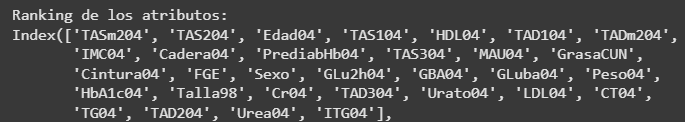 Ranking de los atributos:
Index(['TASm204', 'TAS204', 'Edad04', 'TAS104', 'HDL04', 'TAD104', 'TADm204',
'IMC04', 'Cadera04', 'PrediabHb04', 'TAS304', 'MAU04', 'GrasaCUN',
'Cintura04', 'FGE', 'Sexo', 'GLu2h04', 'GBA04', 'GLuba04', 'Peso04',
'HbA1c04', 'Talla98', 'Cr04', 'TAD304', 'Urato04', 'LDL04', 'CT04',
'TG04', 'TAD204', 'Urea04', 'ITG04'],